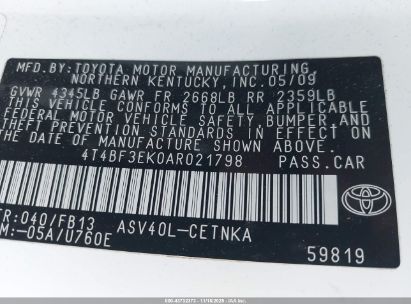 MFD.BY:TOYOTA MOTOR MANUFACTURING,
NORTHERN KENTUCKY,INC.05/09
GVWR 4345LB GAWR FR 2668LB RR 2359LB
THIS VEHICLE CONFORMS TO ALL APPLICABLE
FEDERAL MOTOR VEHICLE SAFETY, BUMPER, AND
THEFT PREVENTION STANDARDS IN EFFECT ON
THE DATE OF MANUFACTURE SHOWN ABOVE.
4T4BF3EK0AR021798 PASS.CAR
TR:040/FB13 ASV40L-CETNKA
M:-05A/U760E
TOYOTA
59819